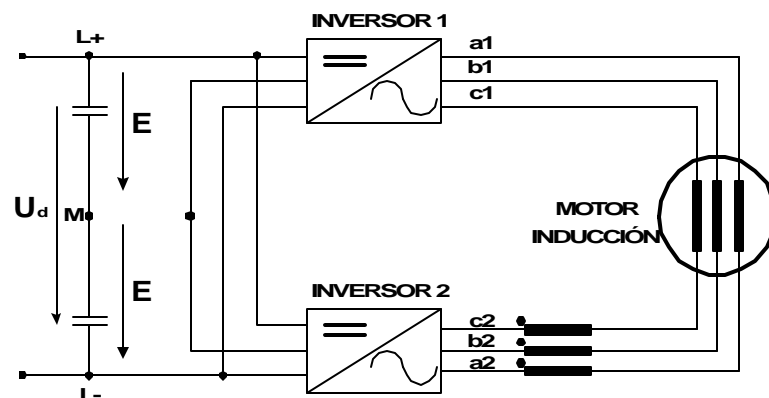 INVERSOR 1
L+
a1
b1
c1
E
Ud
M
MOTOR
INDUCCIÓN
E
INVERSOR 2
c2
b2
a2
L-